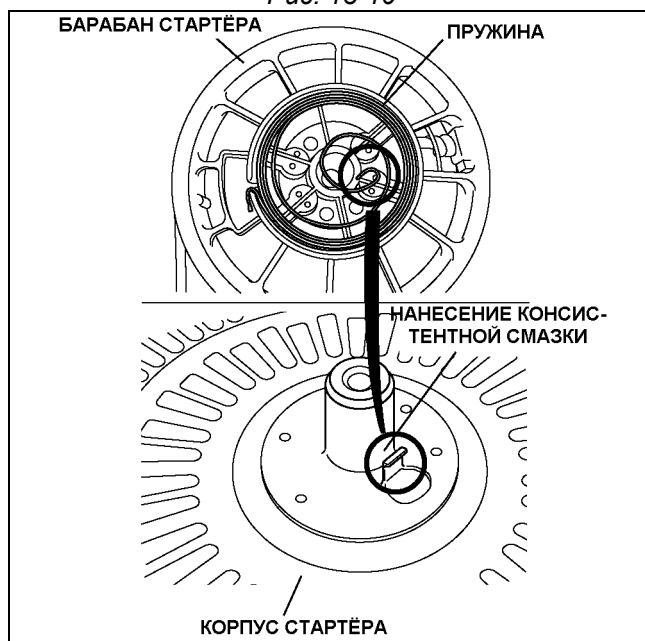 БАРАБАН СТАРТЁРА
ПРУЖИНА
НАНЕСЕНИЕ КОНСИС-
ТЕНТНОЙ СМАЗКИ
КОРПУС СТАРТЁРА